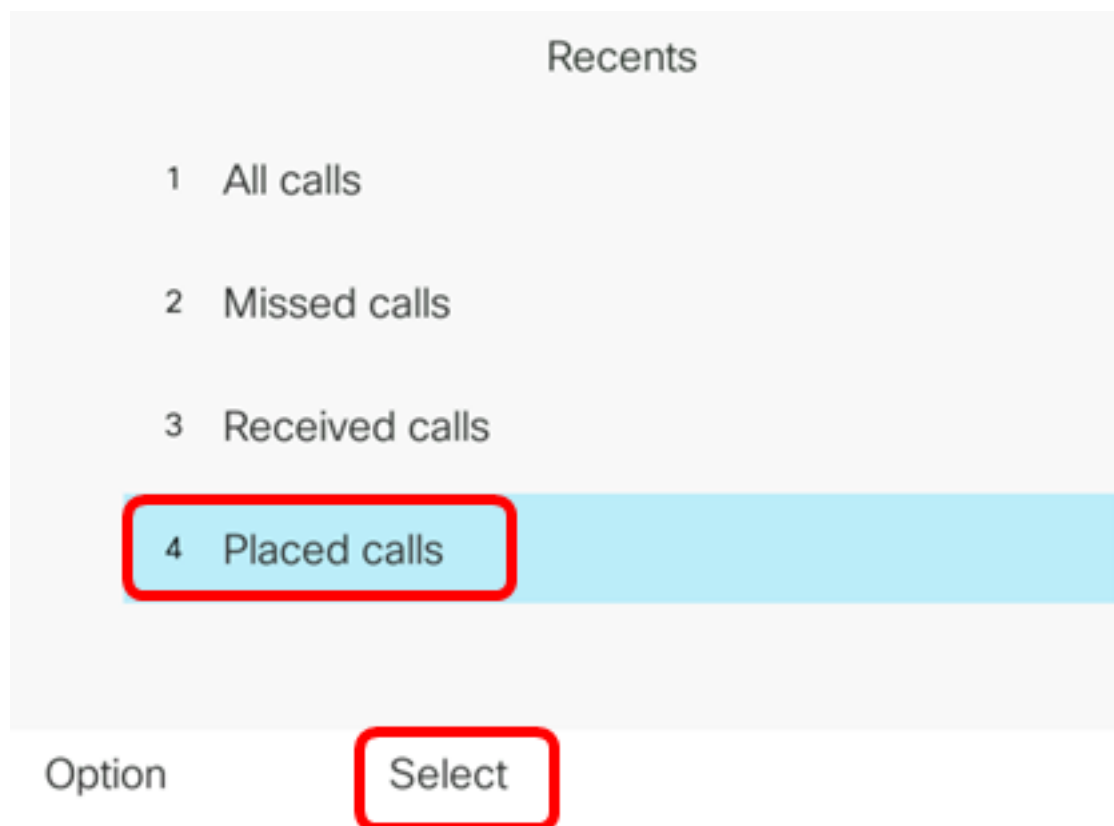 Recents
1 All calls
2 Missed calls
3 Received calls
4 Placed calls
Option Select